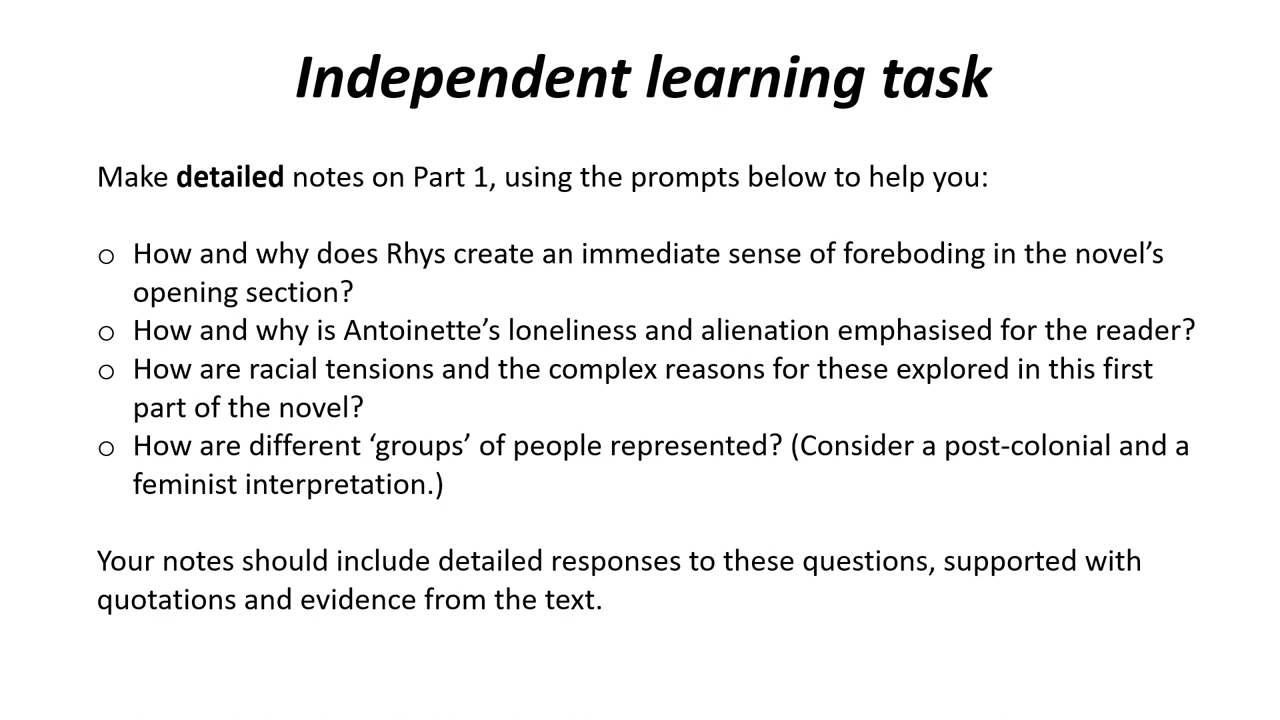 Independent learning task
Make detailed notes on Part 1, using the prompts below to help you:
o How and why does Rhys create an immediate sense of foreboding in the novel’s
opening section?
o How and why is Antoinette’s loneliness and alienation emphasised for the reader?
o How are racial tensions and the complex reasons for these explored in this first
part of the novel?
o How are different ‘groups’ of people represented? (Consider a post-colonial and a
feminist interpretation.)
Your notes should include detailed responses to these questions, supported with
quotations and evidence from the text.